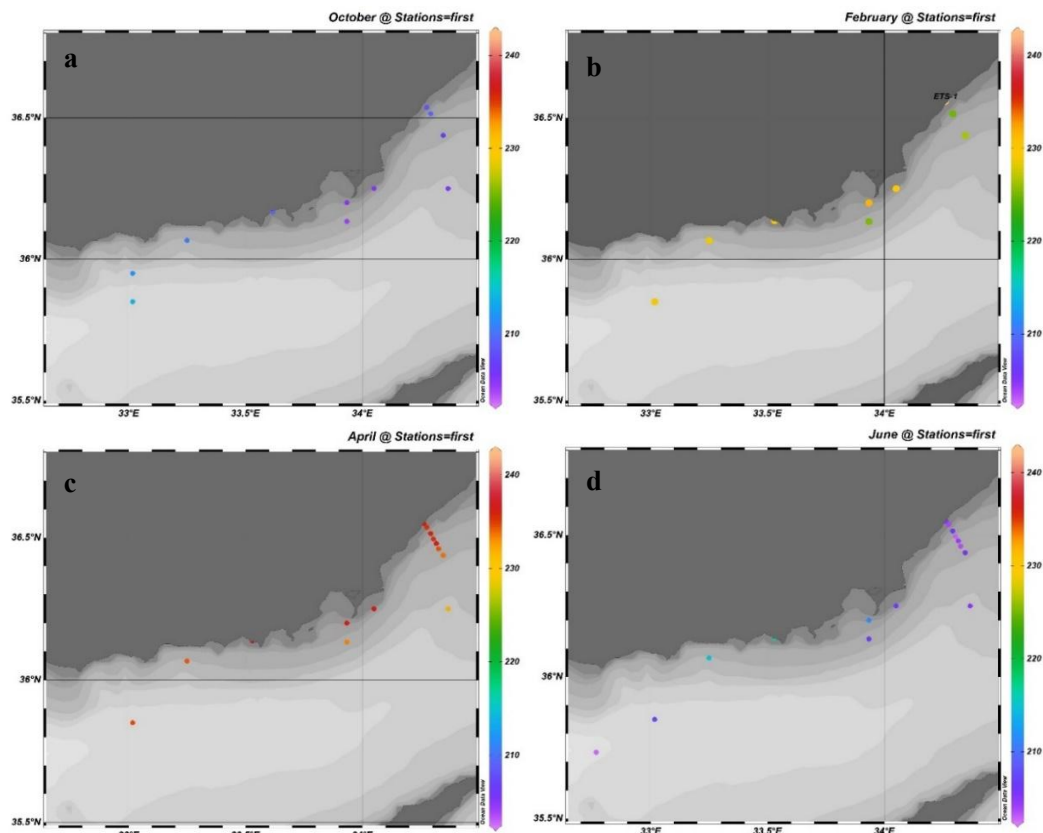 October @ Stations=first
a
36.5°N
36°N
35.5°N
33°E
33.5°E
34°E
240
230
220
210
Ocean Data View
February @ Stations=first
b
ETS-1
36.5°N
36°N
35.5°N
33°E
33.5°E
34°E
240
230
220
210
Ocean Data View
April @ Stations=first
c
36.5°N
36°N
35.5°N
240
230
220
210
Ocean Data View
June @ Stations=first
d
36.5°N
36°N
35.5°N
33°E
33.5°E
34°E
240
230
220
210
Ocean Data View